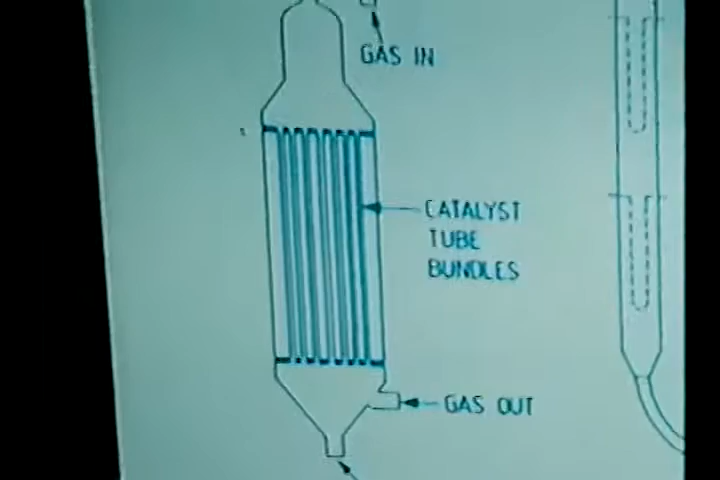 GAS IN
CATALYST
TUBE
BUNDLES
GAS OUT